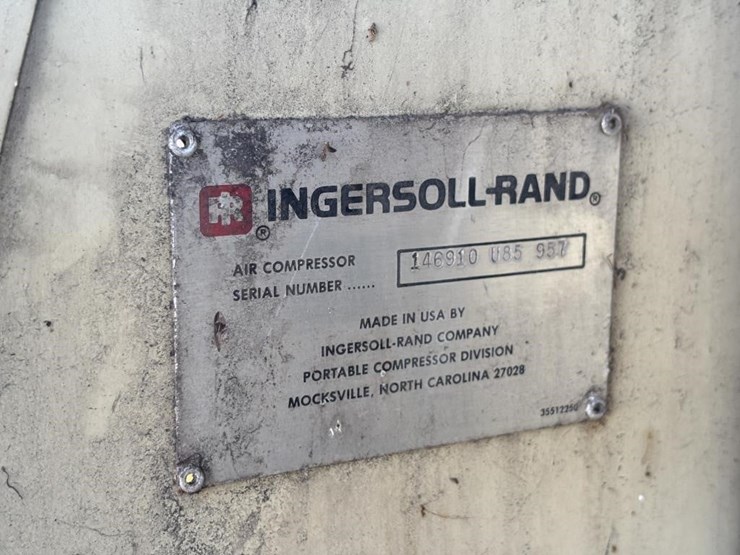 INGERSOLL-RAND®
®
AIR COMPRESSOR
SERIAL NUMBER ...... 146910 U85 957
MADE IN USA BY
INGERSOLL-RAND COMPANY
PORTABLE COMPRESSOR DIVISION
MOCKSVILLE, NORTH CAROLINA 27028